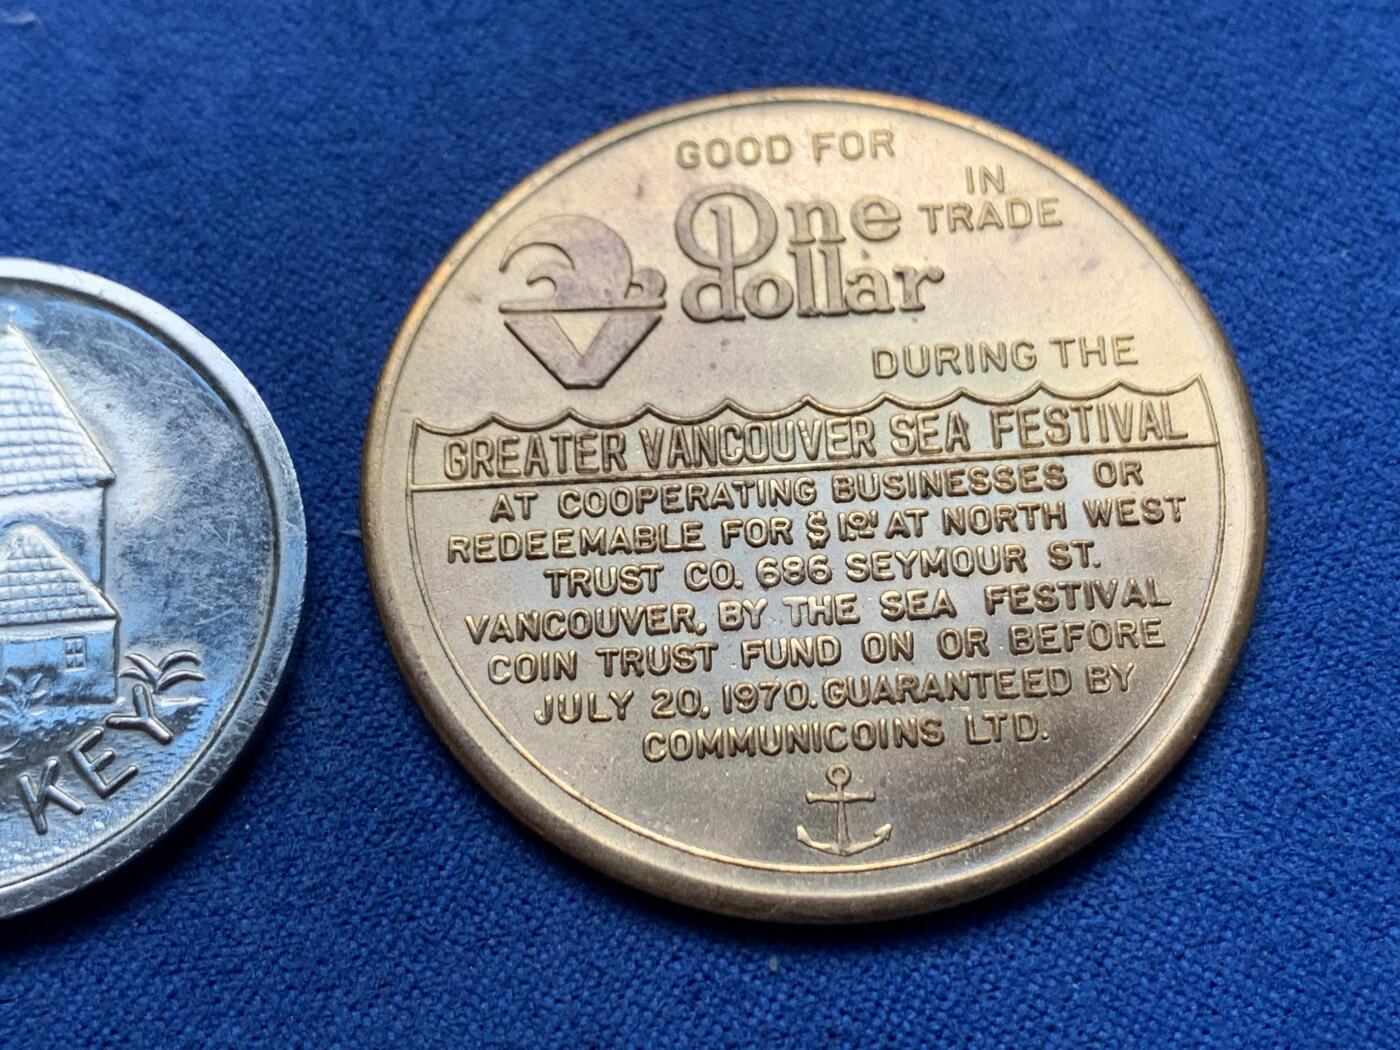 GOOD FOR
One IN
dollar TRADE
DURING THE
GREATER VANCOUVER SEA FESTIVAL
AT COOPERATING BUSINESSES OR
REDEEMABLE FOR $1.00 AT NORTH WEST
TRUST CO. 686 SEYMOUR ST.
VANCOUVER, BY THE SEA FESTIVAL
COIN TRUST FUND ON OR BEFORE
JULY 20, 1970. GUARANTEED BY
COMMUNICOINS LTD.
KEY